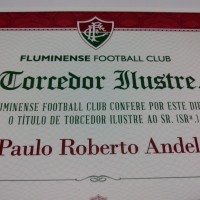 FLUMINENSE FOOTBALL CLUB
Torcedor Ilustre
FLUMINENSE FOOTBALL CLUB CONFERE POR ESTE
O TÍTULO DE TORCEDOR ILUSTRE AO SR. (SRª.)
Paulo Roberto Andel